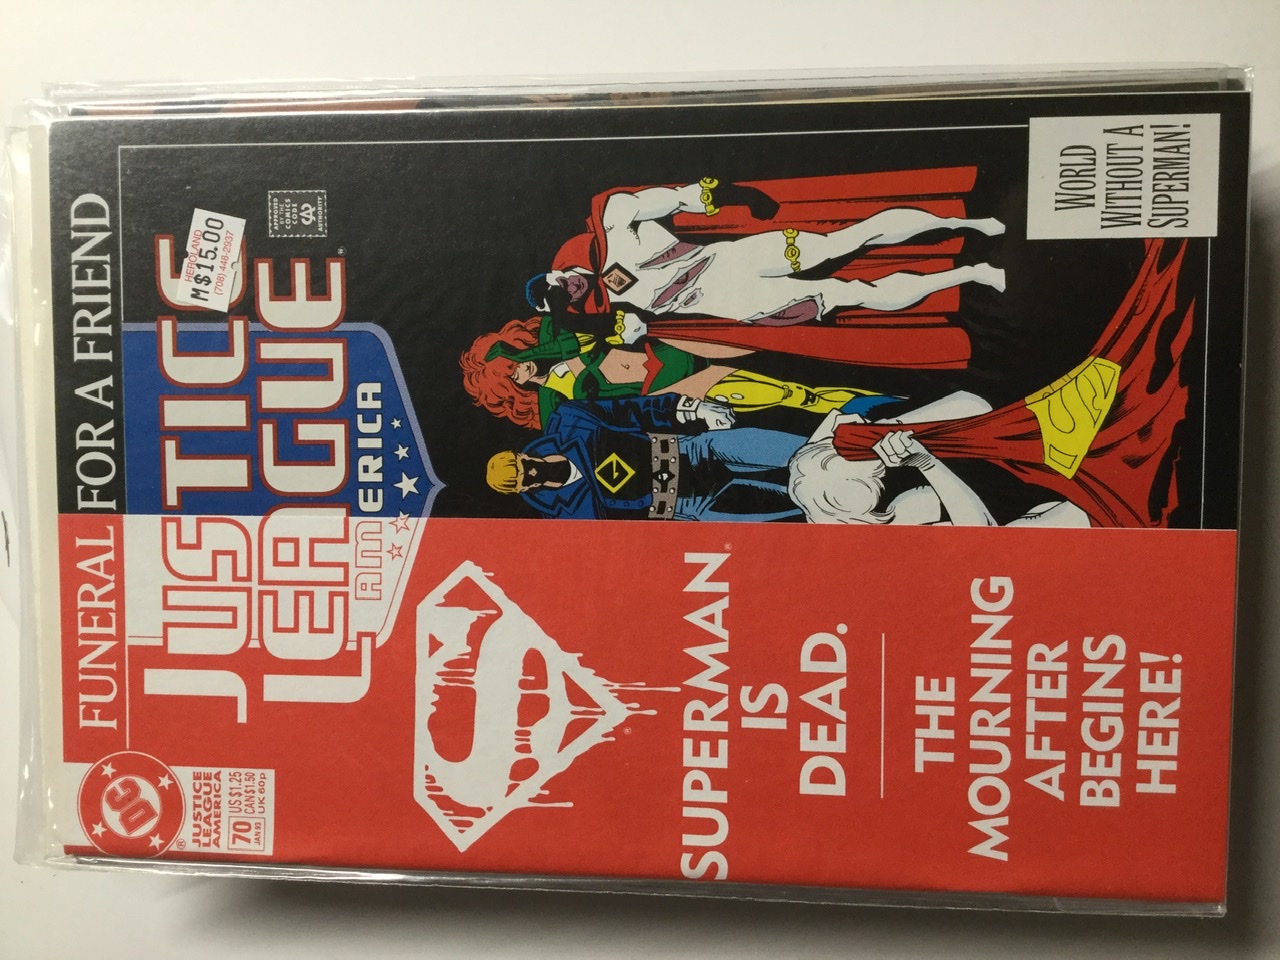 FUNERAL FOR A FRIEND
DC
®
JUSTICE
LEAGUE
AMERICA
70
JAN 93
US $1.25
CAN $1.50
UK 60p
JUSTICE
LEAGUE
AMERICA
®
HEROLAND
M$15.00
(708) 448-2937
APPROVED
BY THE
COMICS
CODE
AUTHORITY
CA
S
®
SUPERMAN®
IS
DEAD.
THE
MOURNING
AFTER
BEGINS
HERE!
G
S
WORLD
WITHOUT A
SUPERMAN!